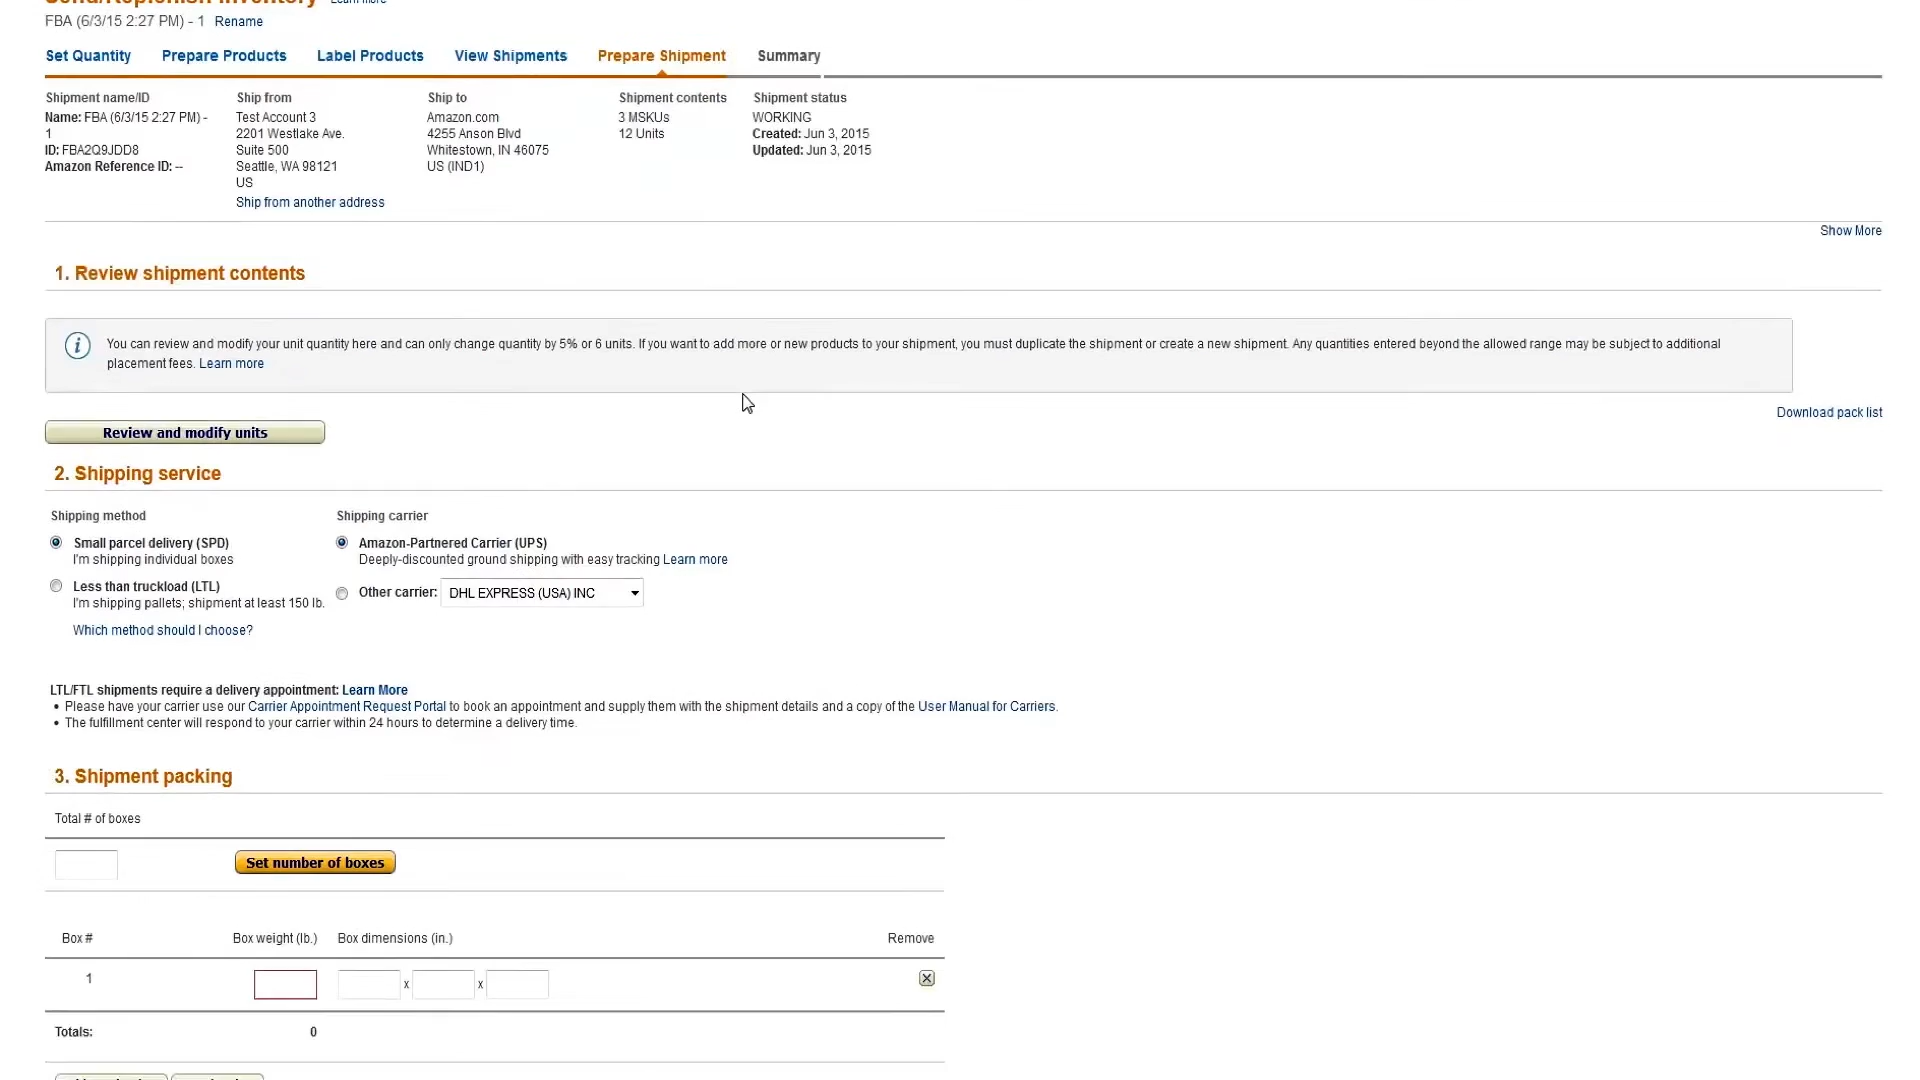 Send/Replenish Inventory Learn more
FBA (6/3/15 2:27 PM) - 1 Rename
Set Quantity Prepare Products Label Products View Shipments Prepare Shipment Summary
Shipment name/ID
Name: FBA (6/3/15 2:27 PM) -
1
ID: FBA2Q9JDD8
Amazon Reference ID: --
Ship from
Test Account 3
2201 Westlake Ave.
Suite 500
Seattle, WA 98121
US
Ship from another address
Ship to
Amazon.com
4255 Anson Blvd
Whitestown, IN 46075
US (IND1)
Shipment contents
3 MSKUs
12 Units
Shipment status
WORKING
Created: Jun 3, 2015
Updated: Jun 3, 2015
Show More
1. Review shipment contents
You can review and modify your unit quantity here and can only change quantity by 5% or 6 units. If you want to add more or new products to your shipment, you must duplicate the shipment or create a new shipment. Any quantities entered beyond the allowed range may be subject to additional
placement fees. Learn more
Download pack list
Review and modify units
2. Shipping service
Shipping method
Small parcel delivery (SPD)
I'm shipping individual boxes
Less than truckload (LTL)
I'm shipping pallets; shipment at least 150 lb.
Which method should I choose?
Shipping carrier
Amazon-Partnered Carrier (UPS)
Deeply-discounted ground shipping with easy tracking Learn more
Other carrier: DHL EXPRESS (USA) INC
LTL/FTL shipments require a delivery appointment: Learn More
• Please have your carrier use our Carrier Appointment Request Portal to book an appointment and supply them with the shipment details and a copy of the User Manual for Carriers.
• The fulfillment center will respond to your carrier within 24 hours to determine a delivery time.
3. Shipment packing
Total # of boxes
Set number of boxes
Box # Box weight (lb.) Box dimensions (in.) Remove
1 x x
Totals: 0